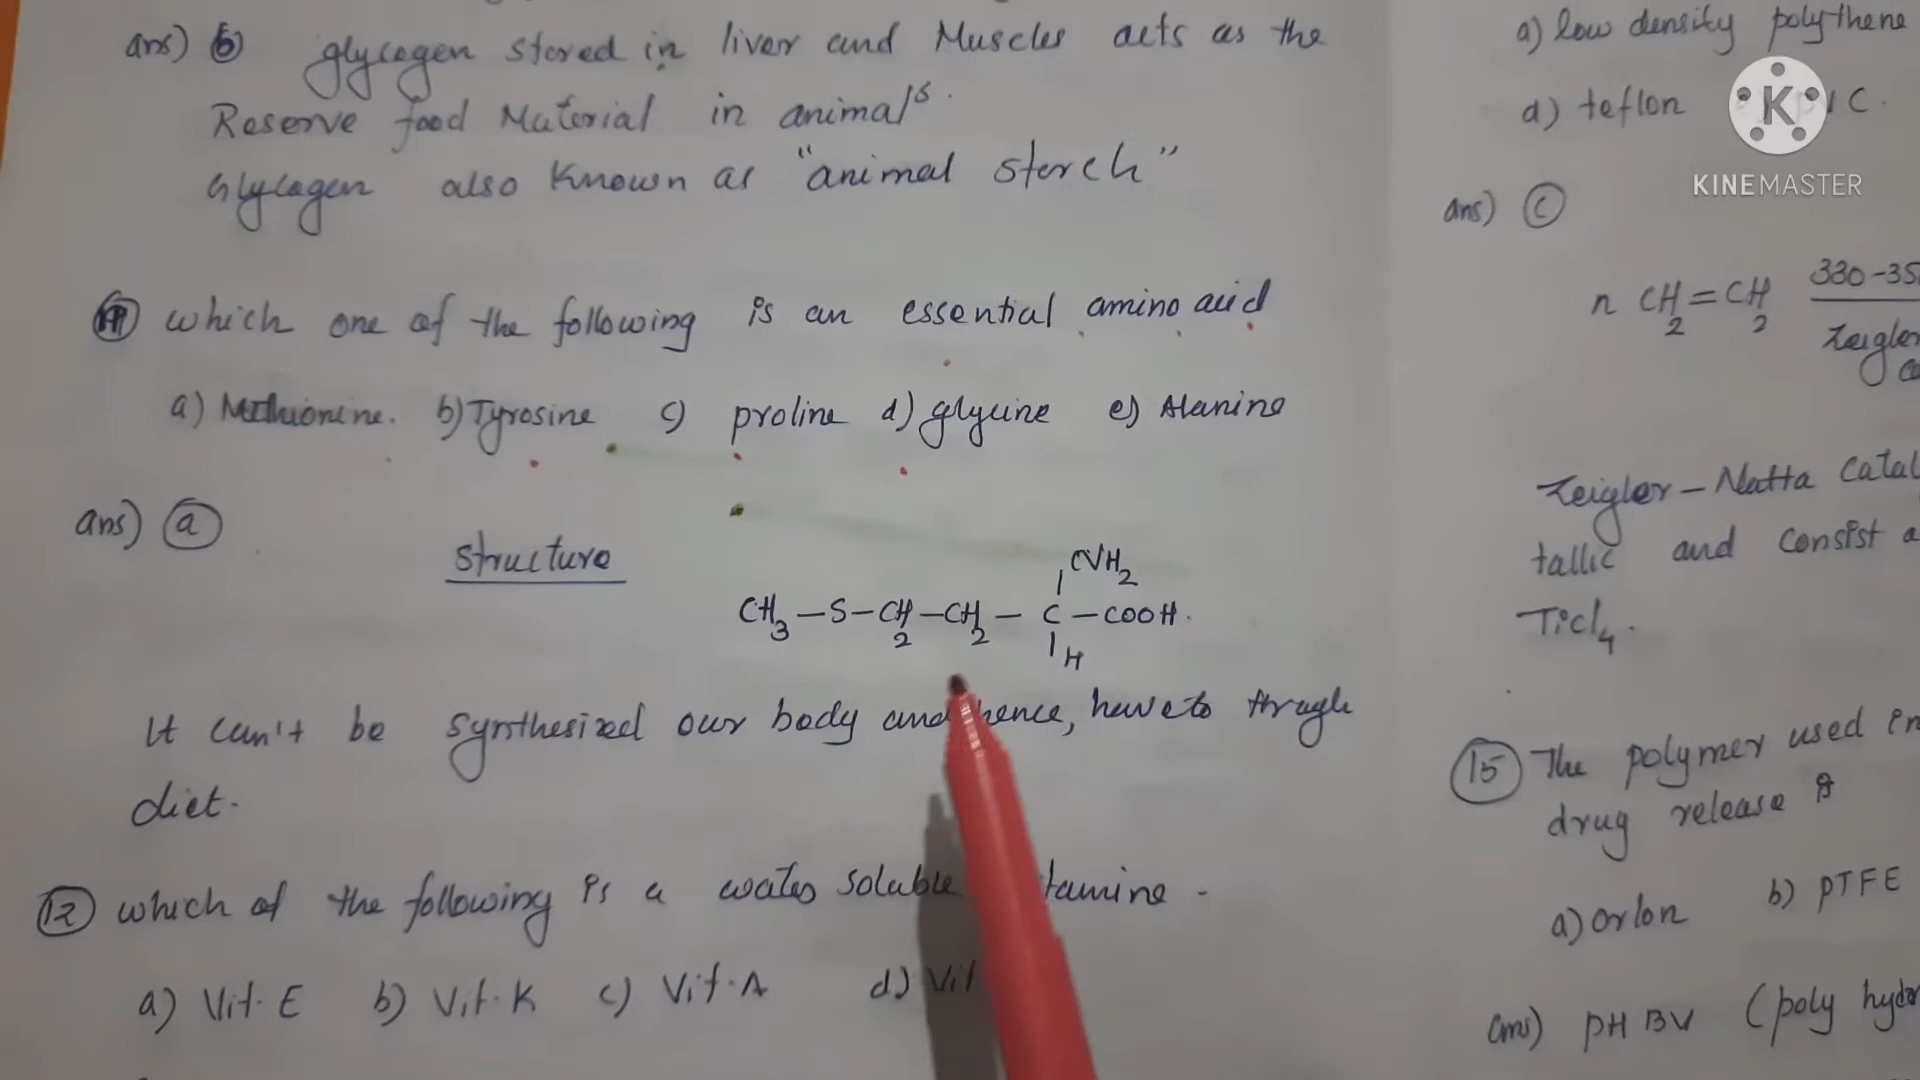 ans) b glycogen stored in liver and Muscles acts as the
Reserve food Material in animals.
Glycogen also Known as "animal sterch"
11 which one of the following is an essential amino acid
a) Methionine. b) Tyrosine c) proline d) glycine e) Alanine
ans) a
Structure
NH2
CH3-S-CH2-CH2-C-COOH.
H
It can't be synthesized our body and hence, have to through
diet.
12 which of the following is a water soluble tamine.
a) Vit. E b) Vit. K c) Vit. A d) Vit
a) low density polythene
d) teflon
KINEMASTER
ans) c
n CH2=CH2 330-35
Zeigler
Zeigler-Natta Catal
tallic and consist a
Ticl4.
15 The polymer used in
drug release is
a) Orlon b) PTFE
ans) PHBV (poly hydro